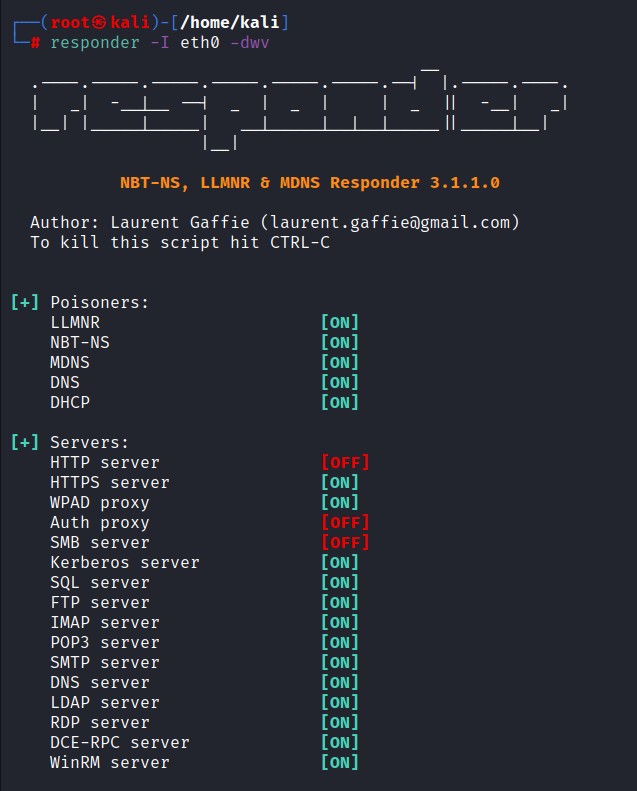 (root㉿kali)-[/home/kali]
# responder -I eth0 -dwv
responder
NBT-NS, LLMNR & MDNS Responder 3.1.1.0
Author: Laurent Gaffie (laurent.gaffie@gmail.com)
To kill this script hit CTRL-C
[+] Poisoners:
LLMNR [ON]
NBT-NS [ON]
MDNS [ON]
DNS [ON]
DHCP [ON]
[+] Servers:
HTTP server [OFF]
HTTPS server [ON]
WPAD proxy [ON]
Auth proxy [OFF]
SMB server [OFF]
Kerberos server [ON]
SQL server [ON]
FTP server [ON]
IMAP server [ON]
POP3 server [ON]
SMTP server [ON]
DNS server [ON]
LDAP server [ON]
RDP server [ON]
DCE-RPC server [ON]
WinRM server [ON]